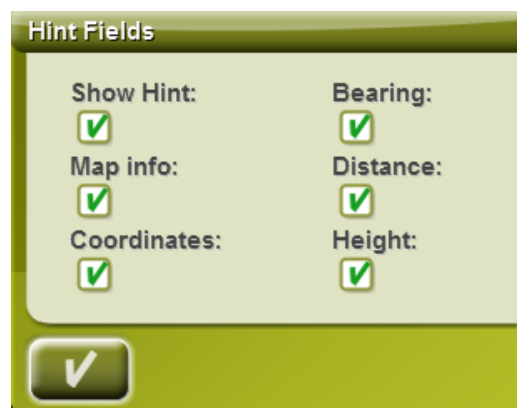 Hint Fields
Show Hint: Bearing:
Map info: Distance:
Coordinates: Height: